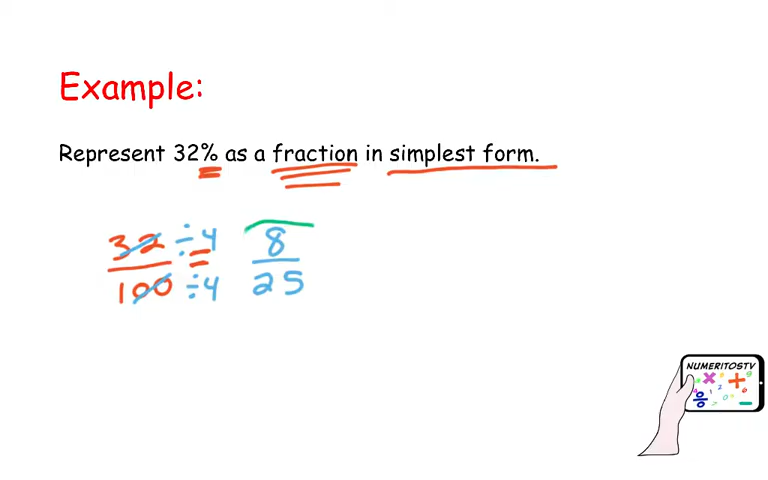 Example:
Represent 32% as a fraction in simplest form.
32 ÷4 = 8
100 ÷4 25
NUMERITOSTV